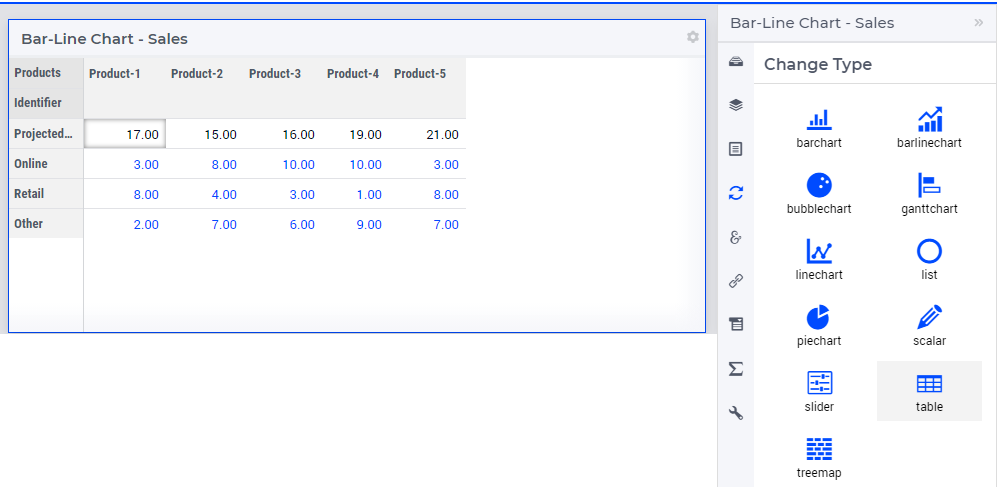 Bar-Line Chart - Sales
Products Product-1 Product-2 Product-3 Product-4 Product-5
Identifier
Projected... 17.00 15.00 16.00 19.00 21.00
Online 3.00 8.00 10.00 10.00 3.00
Retail 8.00 4.00 3.00 1.00 8.00
Other 2.00 7.00 6.00 9.00 7.00
Bar-Line Chart - Sales »
Change Type
barchart barlinechart
bubblechart ganttchart
linechart list
piechart scalar
slider table
treemap